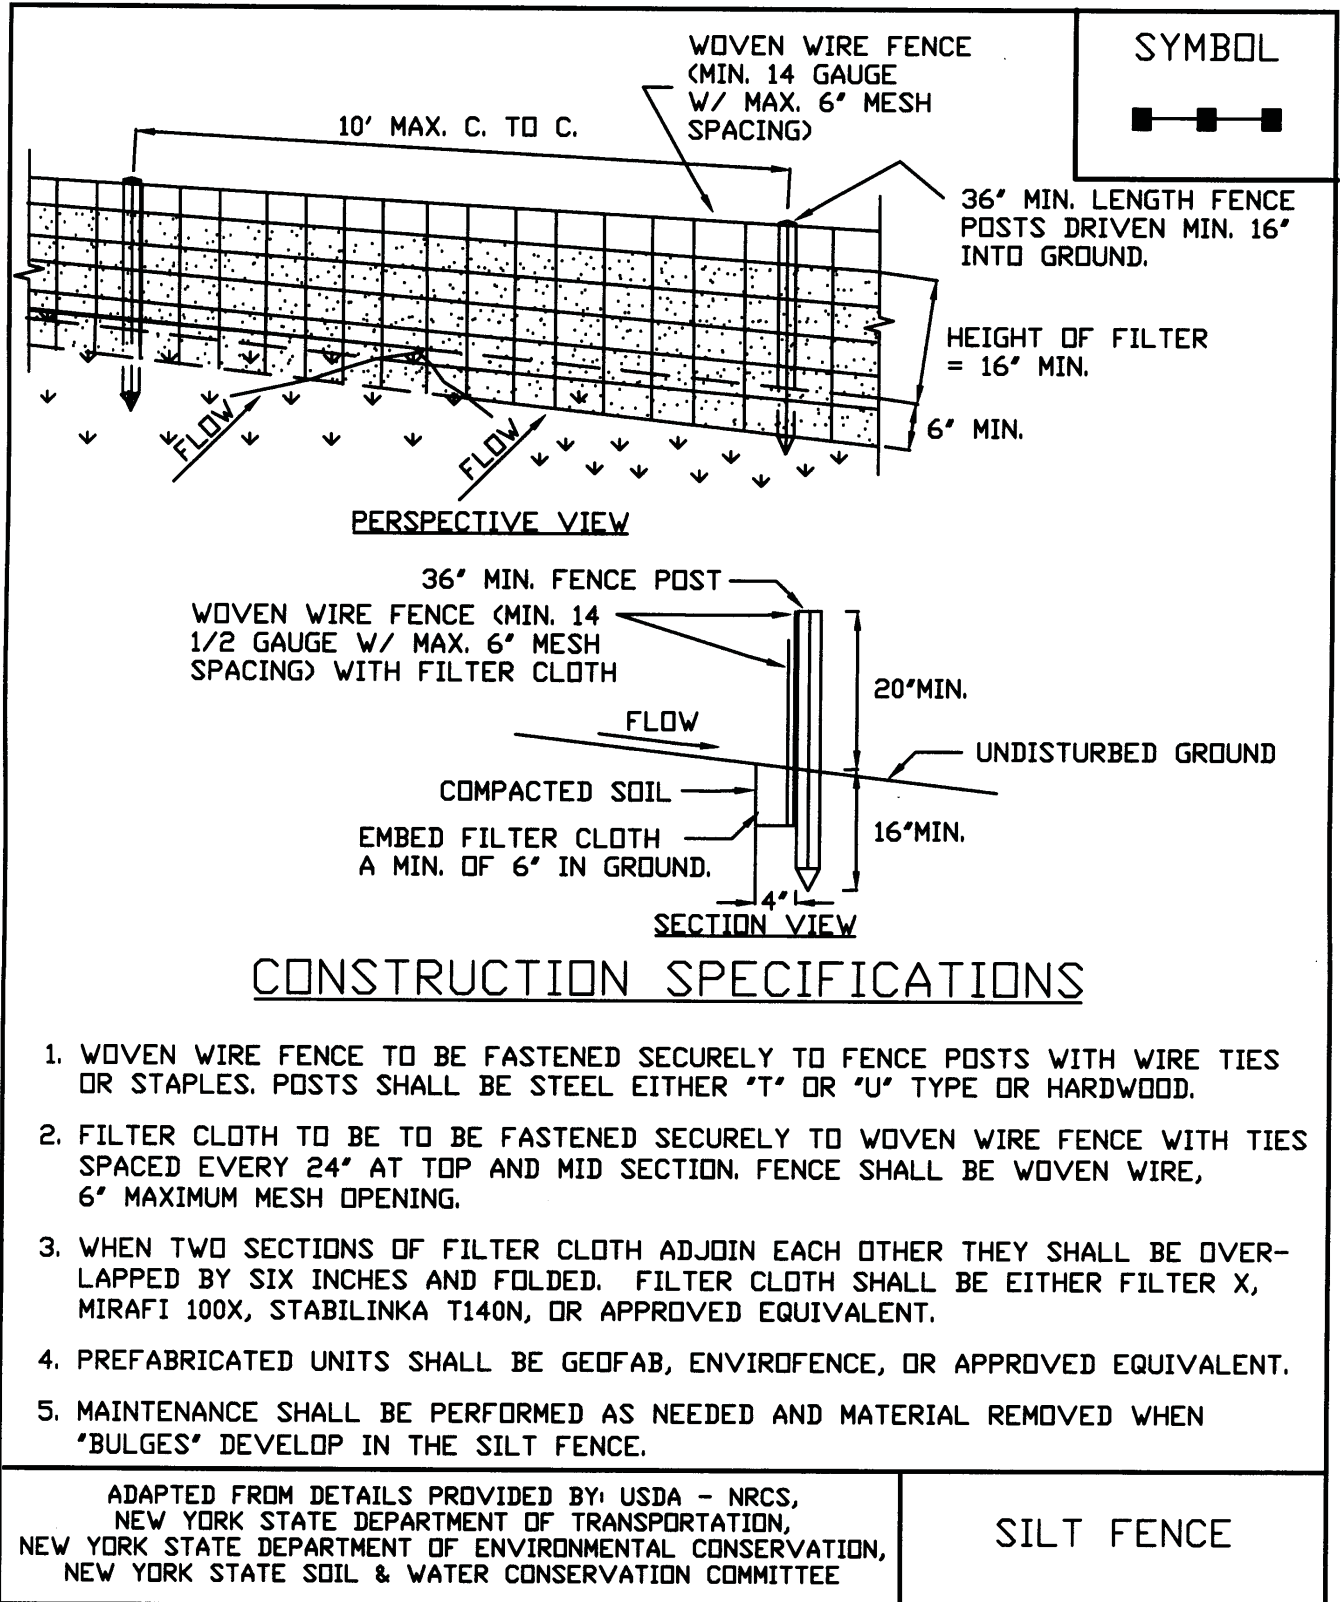 WOVEN WIRE FENCE
(MIN. 14 GAUGE
W/ MAX. 6" MESH
SPACING)
SYMBOL
10' MAX. C. TO C.
36" MIN. LENGTH FENCE
POSTS DRIVEN MIN. 16"
INTO GROUND.
HEIGHT OF FILTER
= 16" MIN.
6" MIN.
FLOW
FLOW
PERSPECTIVE VIEW
36" MIN. FENCE POST
WOVEN WIRE FENCE (MIN. 14
1/2 GAUGE W/ MAX. 6" MESH
SPACING) WITH FILTER CLOTH
20"MIN.
FLOW
UNDISTURBED GROUND
COMPACTED SOIL
EMBED FILTER CLOTH
A MIN. OF 6" IN GROUND.
16"MIN.
4"
SECTION VIEW
CONSTRUCTION SPECIFICATIONS
1. WOVEN WIRE FENCE TO BE FASTENED SECURELY TO FENCE POSTS WITH WIRE TIES
OR STAPLES. POSTS SHALL BE STEEL EITHER "T" OR "U" TYPE OR HARDWOOD.
2. FILTER CLOTH TO BE TO BE FASTENED SECURELY TO WOVEN WIRE FENCE WITH TIES
SPACED EVERY 24" AT TOP AND MID SECTION. FENCE SHALL BE WOVEN WIRE,
6" MAXIMUM MESH OPENING.
3. WHEN TWO SECTIONS OF FILTER CLOTH ADJOIN EACH OTHER THEY SHALL BE OVER-
LAPPED BY SIX INCHES AND FOLDED. FILTER CLOTH SHALL BE EITHER FILTER X,
MIRAFI 100X, STABILINKA T140N, OR APPROVED EQUIVALENT.
4. PREFABRICATED UNITS SHALL BE GEOFAB, ENVIROFENCE, OR APPROVED EQUIVALENT.
5. MAINTENANCE SHALL BE PERFORMED AS NEEDED AND MATERIAL REMOVED WHEN
"BULGES" DEVELOP IN THE SILT FENCE.
ADAPTED FROM DETAILS PROVIDED BY: USDA - NRCS,
NEW YORK STATE DEPARTMENT OF TRANSPORTATION,
NEW YORK STATE DEPARTMENT OF ENVIRONMENTAL CONSERVATION,
NEW YORK STATE SOIL & WATER CONSERVATION COMMITTEE
SILT FENCE